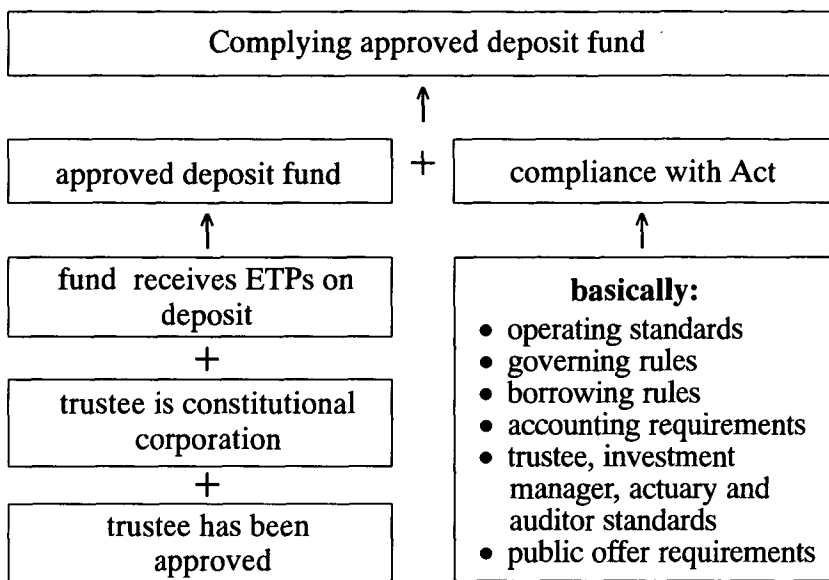 Complying approved deposit fund
approved deposit fund
+
compliance with Act
fund receives ETPs on
deposit
+
trustee is constitutional
corporation
+
trustee has been
approved
basically:
• operating standards
• governing rules
• borrowing rules
• accounting requirements
• trustee, investment
manager, actuary and
auditor standards
• public offer requirements